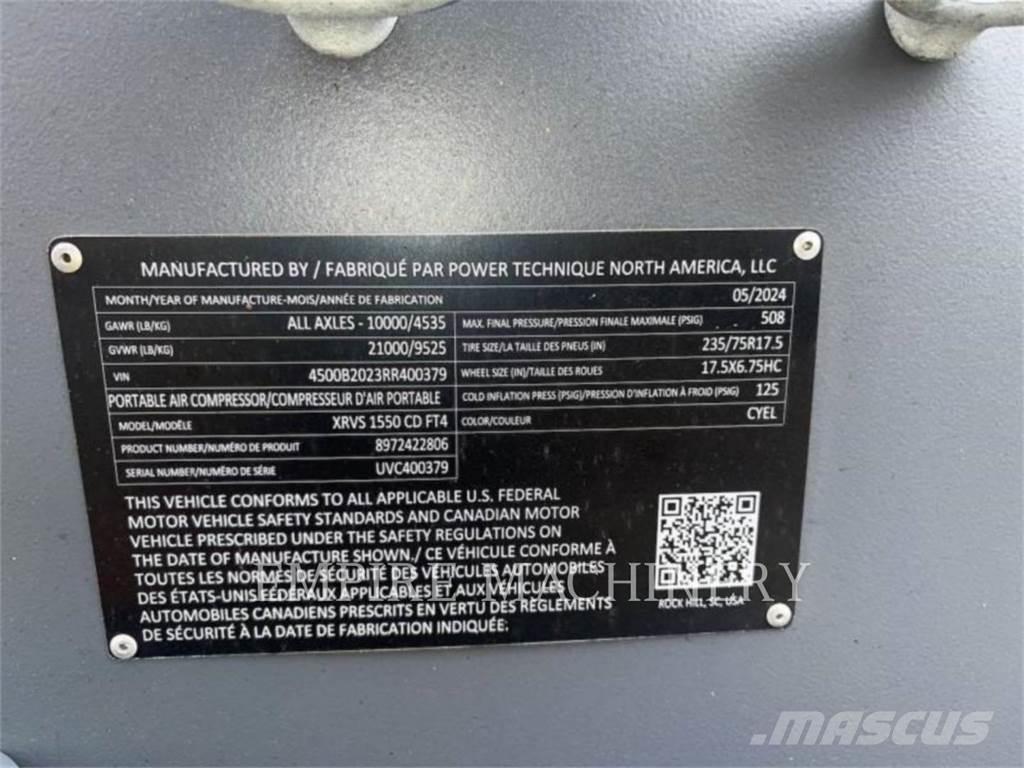 MANUFACTURED BY / FABRIQUÉ PAR POWER TECHNIQUE NORTH AMERICA, LLC
MONTH/YEAR OF MANUFACTURE-MOIS/ANNÉE DE FABRICATION 05/2024
GAWR (LB/KG) ALL AXLES - 10000/4535 MAX. FINAL PRESSURE/PRESSION FINALE MAXIMALE (PSIG) 508
GVWR (LB/KG) 21000/9525 TIRE SIZE/LA TAILLE DES PNEUS (IN) 235/75R17.5
VIN 4500B2023RR400379 WHEEL SIZE (IN)/TAILLE DES ROUES 17.5X6.75HC
PORTABLE AIR COMPRESSOR/COMPRESSEUR D'AIR PORTABLE COLD INFLATION PRESS (PSIG)/PRESSION D'INFLATION À FROID (PSIG) 125
MODEL/MODÈLE XRVS 1550 CD FT4 COLOR/COULEUR CYEL
PRODUCT NUMBER/NUMÉRO DE PRODUIT 8972422806
SERIAL NUMBER/NUMÉRO DE SÉRIE UVC400379
THIS VEHICLE CONFORMS TO ALL APPLICABLE U.S. FEDERAL
MOTOR VEHICLE SAFETY STANDARDS AND CANADIAN MOTOR
VEHICLE PRESCRIBED UNDER THE SAFETY REGULATIONS ON
THE DATE OF MANUFACTURE SHOWN./ CE VÉHICULE CONFORME À
TOUTES LES NORMES DE SÉCURITÉ DES VÉHICULES AUTOMOBILES
DES ÉTATS-UNIS FÉDÉRAUX APPLICABLES ET AUX VÉHICULES
AUTOMOBILES CANADIENS PRESCRITS EN VERTU DES RÈGLEMENTS
DE SÉCURITÉ À LA DATE DE FABRICATION INDIQUÉE.
ROCK HILL, SC, USA
EMPIRE MACHINERY
MASCUS